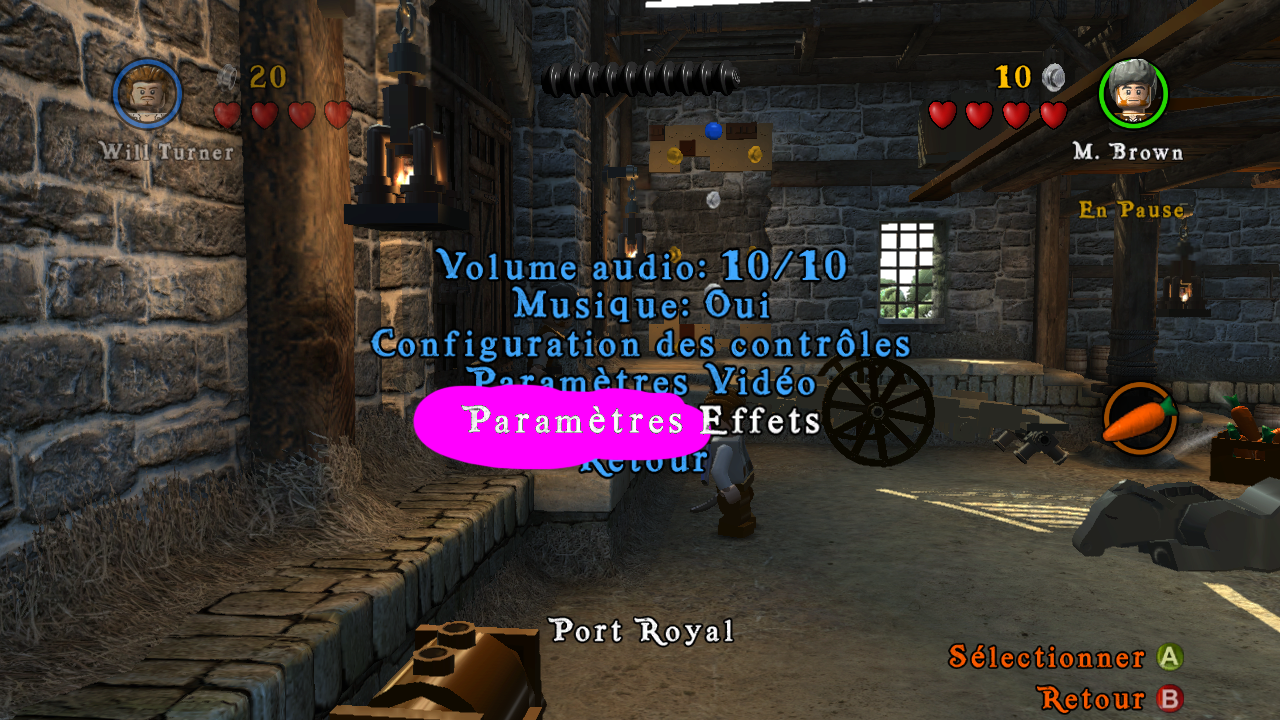 20
10
Will Turner
M. Brown
En Pause
Volume audio: 10/10
Musique: Oui
Configuration des contrôles
Paramètres Vidéo
Paramètres Effets
Retour
Port Royal
Sélectionner A
Retour B